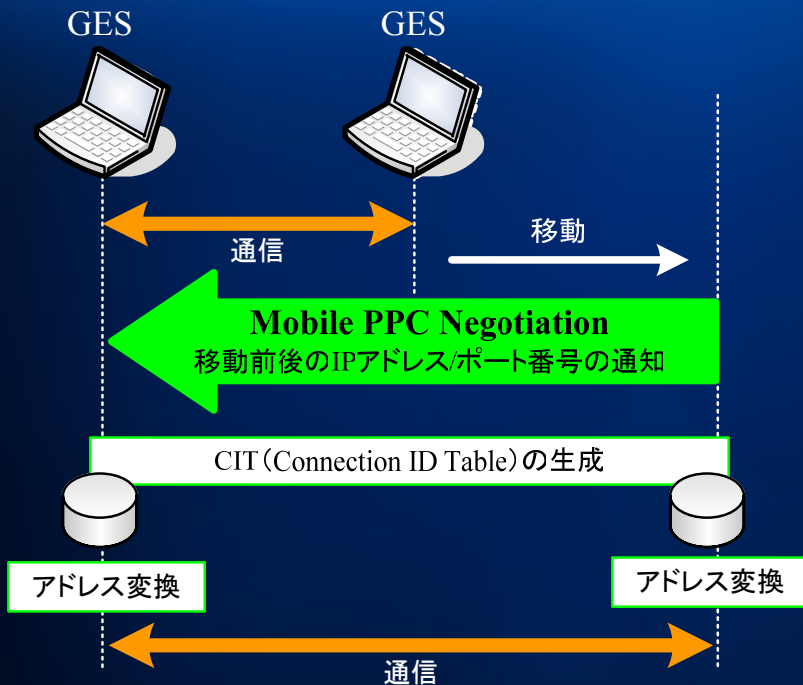 GES
GES
通信
移動
Mobile PPC Negotiation
移動前後のIPアドレス/ポート番号の通知
CIT（Connection ID Table）の生成
アドレス変換
アドレス変換
通信